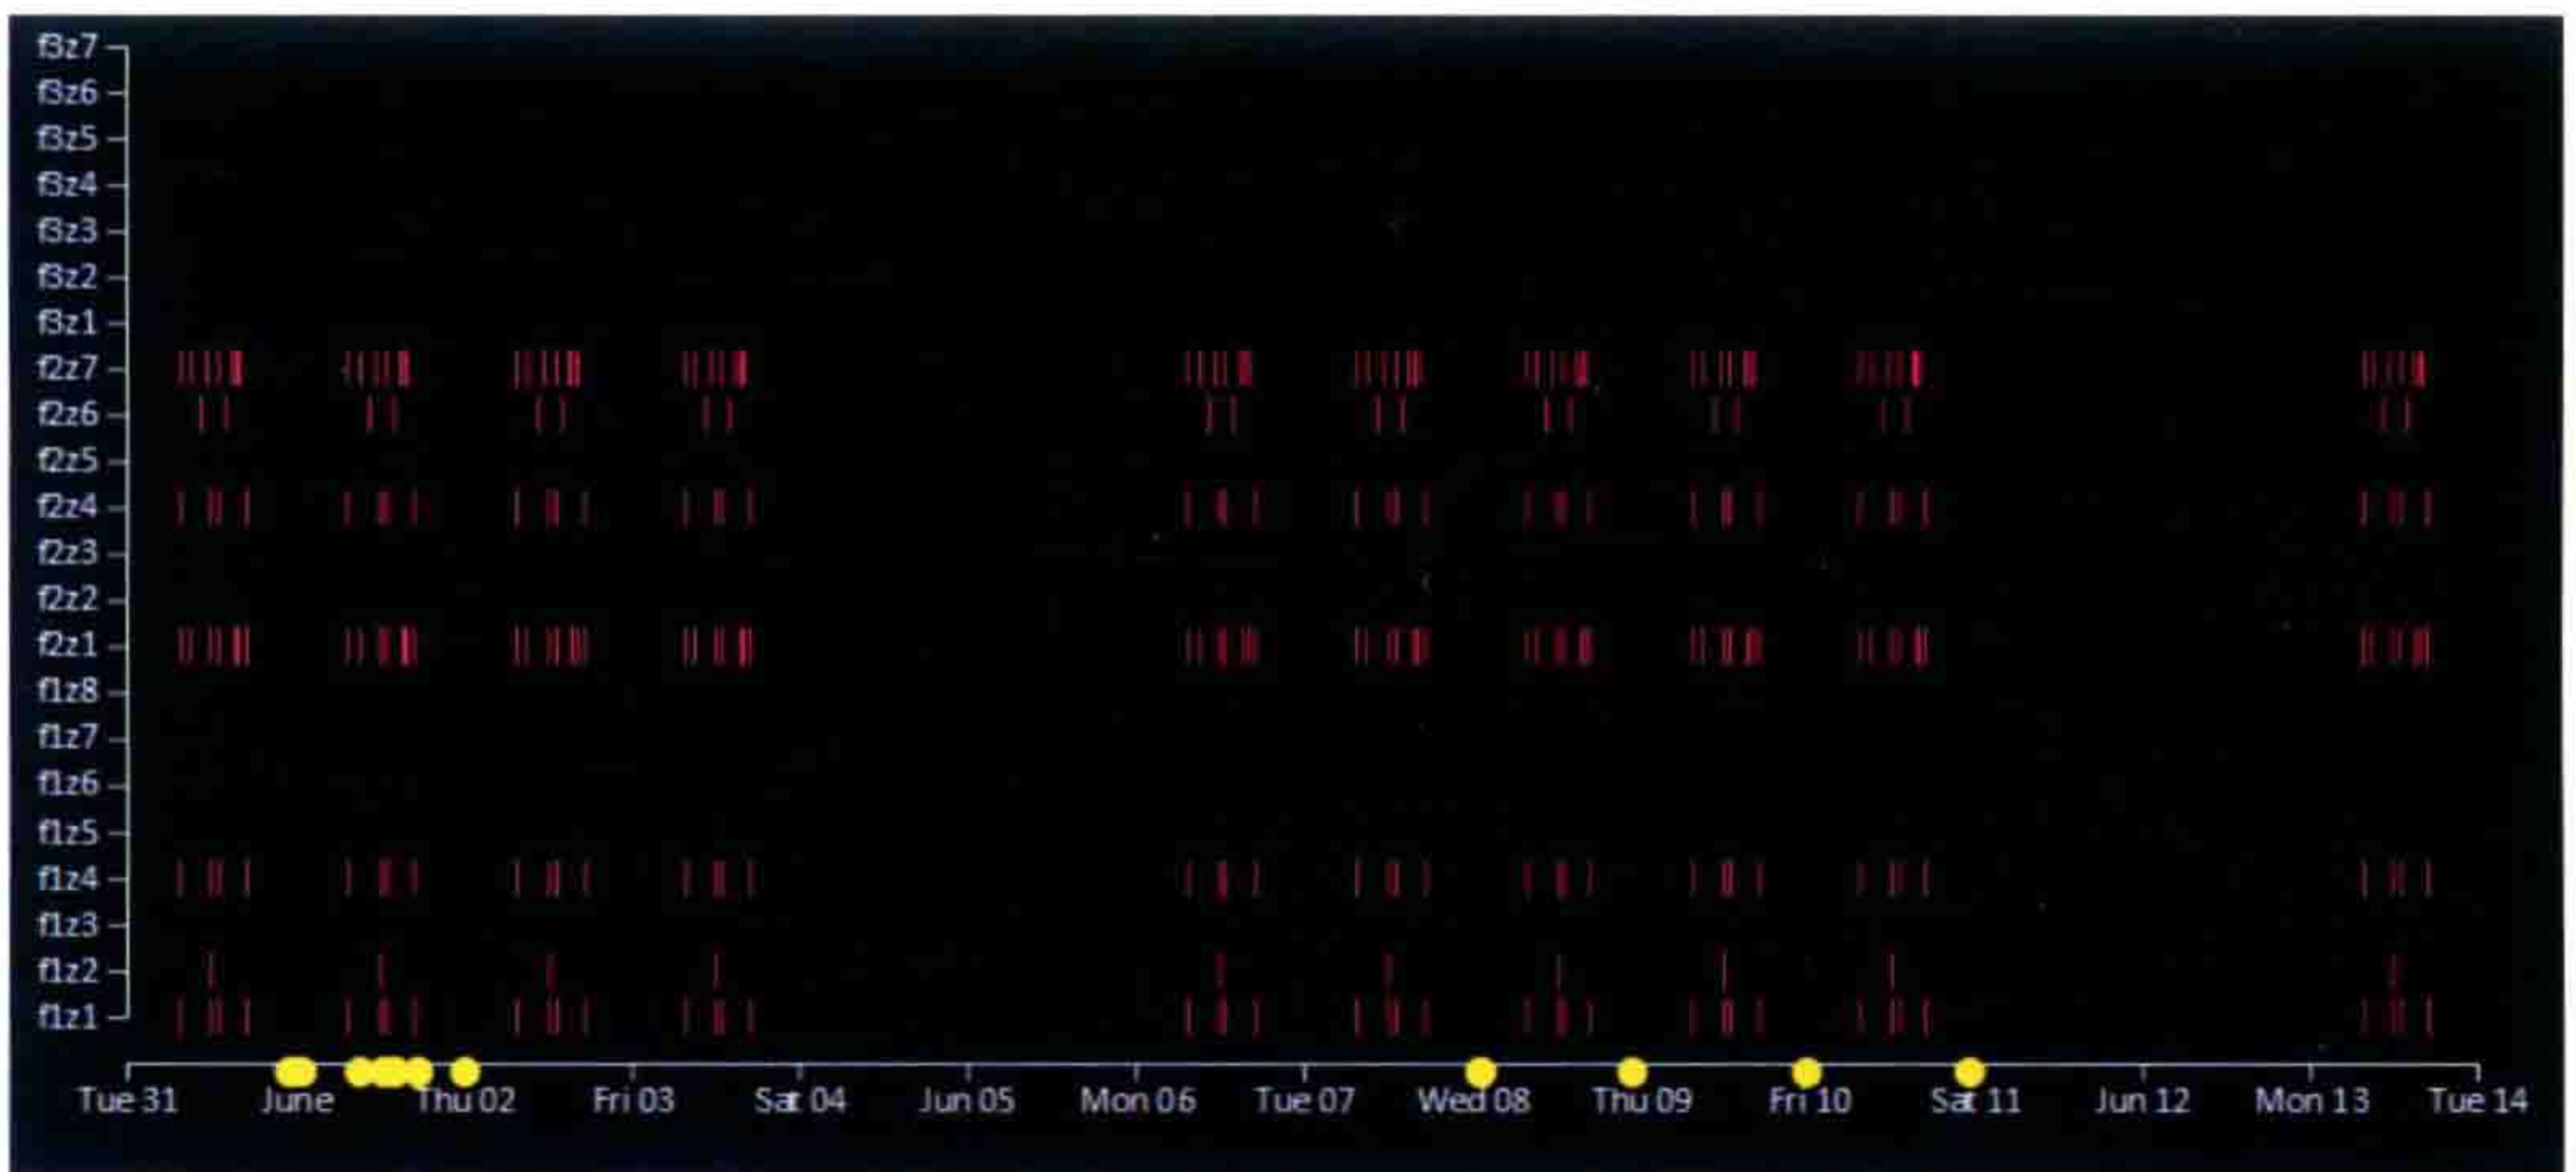 f3z7
f3z6
f3z5
f3z4
f3z3
f3z2
f3z1
f2z7
f2z6
f2z5
f2z4
f2z3
f2z2
f2z1
f1z8
f1z7
f1z6
f1z5
f1z4
f1z3
f1z2
f1z1
Tue 31 June Thu 02 Fri 03 Sat 04 Jun 05 Mon 06 Tue 07 Wed 08 Thu 09 Fri 10 Sat 11 Jun 12 Mon 13 Tue 14